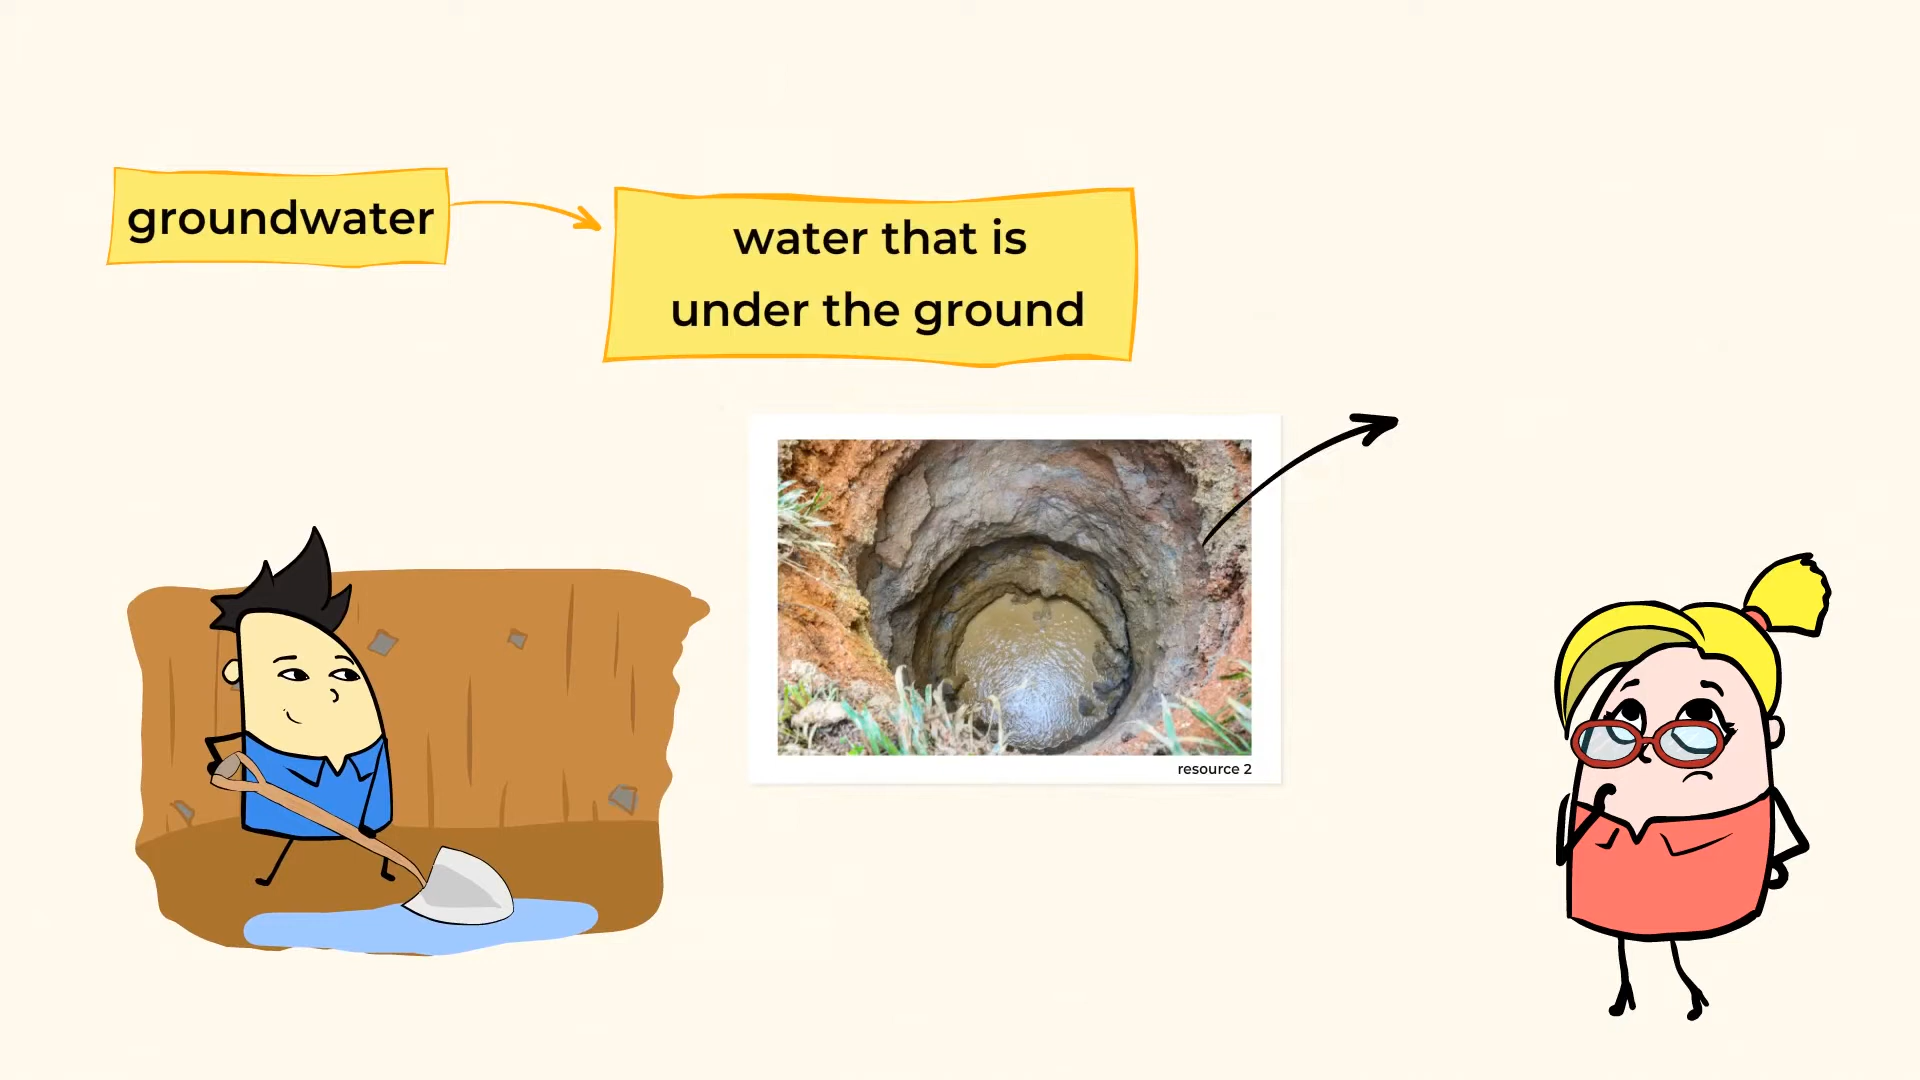 groundwater
water that is
under the ground
resource 2